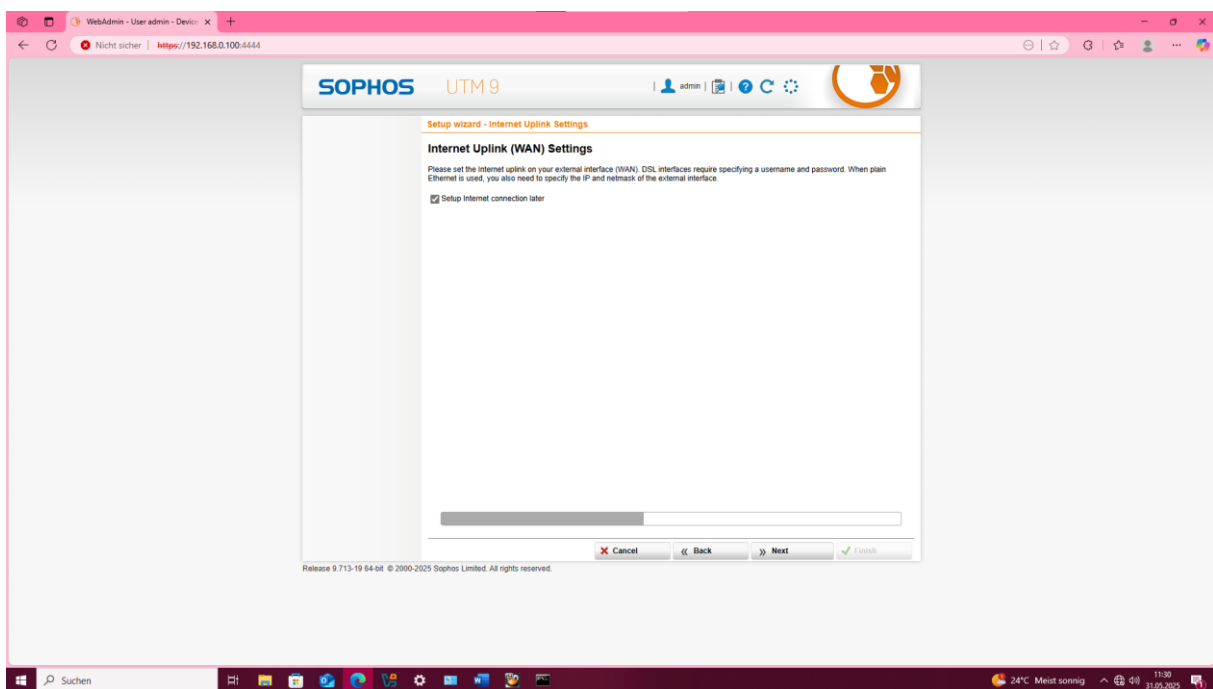 WebAdmin - User admin - Device
Nicht sicher
https://192.168.0.100:4444
SOPHOS UTM 9
admin
Setup wizard - Internet Uplink Settings
Internet Uplink (WAN) Settings
Please set the Internet uplink on your external interface (WAN). DSL interfaces require specifying a username and password. When plain
Ethernet is used, you also need to specify the IP and netmask of the external interface.
Setup Internet connection later
Cancel
Back
Next
Finish
Release 9.713-19 64-bit © 2000-2025 Sophos Limited. All rights reserved.
Suchen
24°C Meist sonnig
11:30
31.05.2025